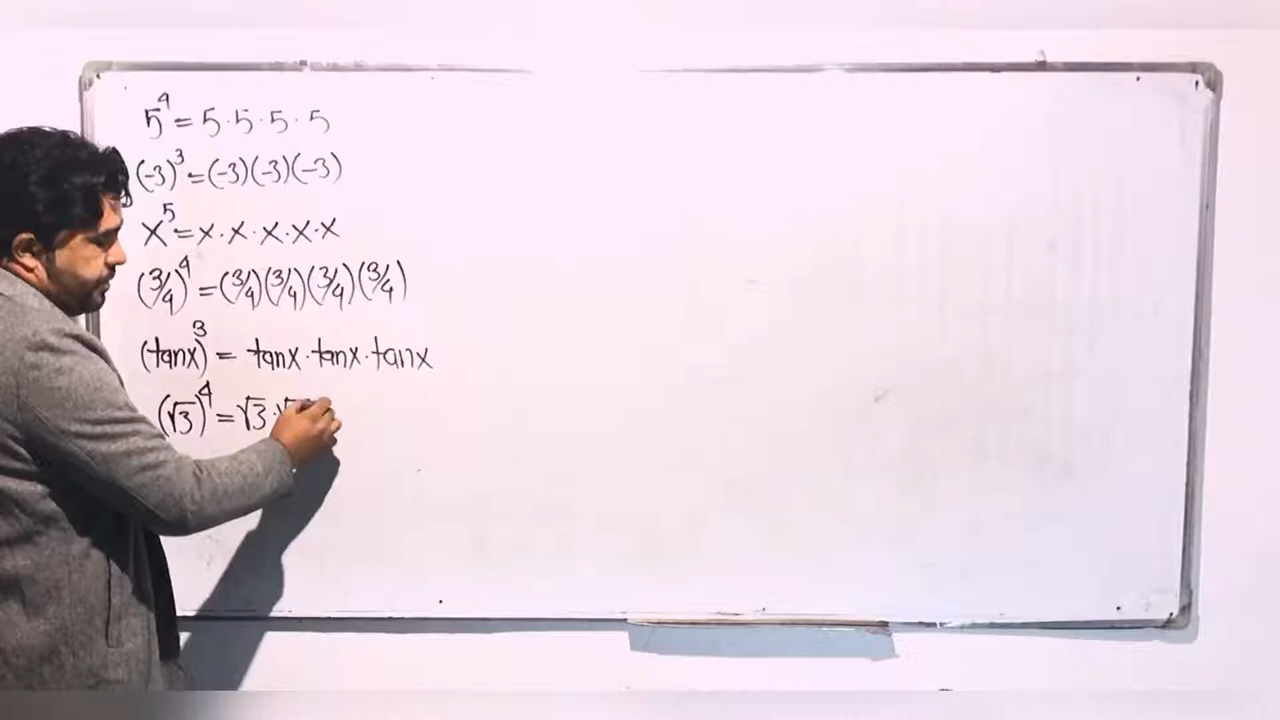 5⁴ = 5 · 5 · 5 · 5
(-3)³ = (-3)(-3)(-3)
x⁵ = x · x · x · x · x
(3/4)⁴ = (3/4)(3/4)(3/4)(3/4)
(tanx)³ = tanx · tanx · tanx
(√3)⁴ = √3 · √